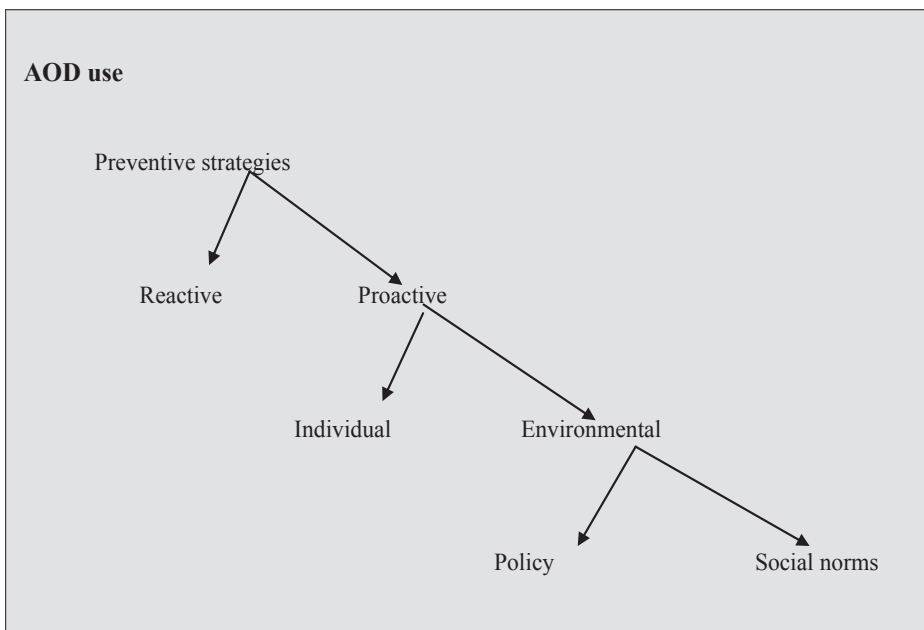 AOD use
Preventive strategies
Reactive Proactive
Individual Environmental
Policy Social norms